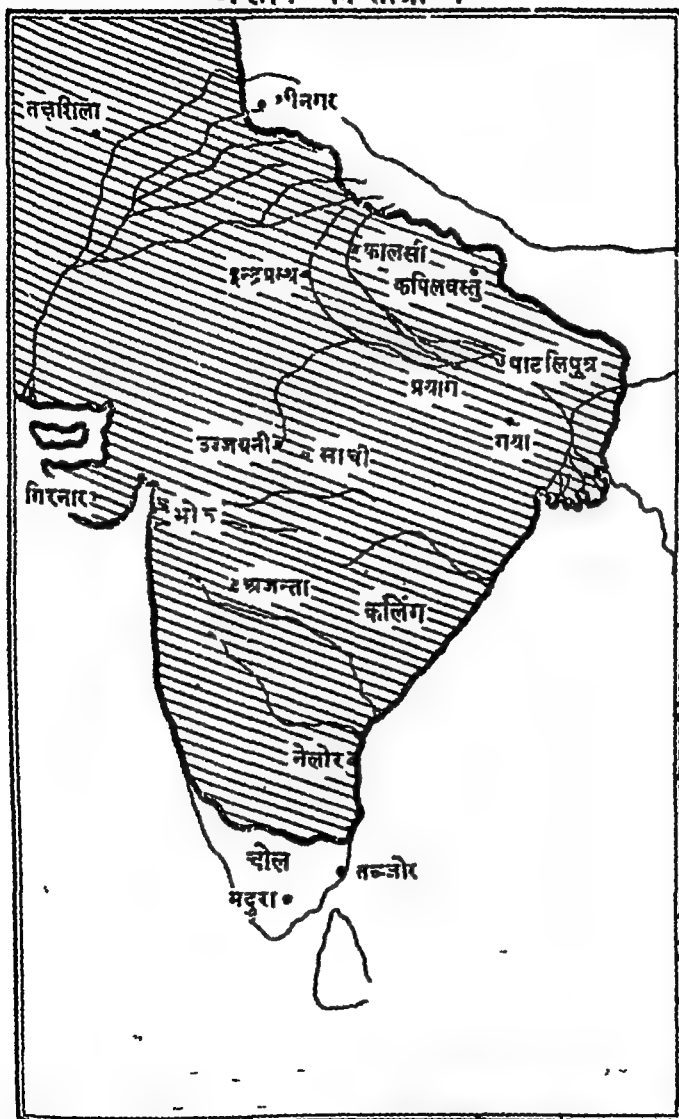 तक्षशिला
श्रीनगर
कालसी
इन्द्रप्रस्थ
कपिलवस्तु
पाटलिपुत्र
प्रयाग
गया
उज्जयनी
साची
गिरनार
अजन्ता
कलिंग
नेलोर
चोल
तन्जोर
मदुरा